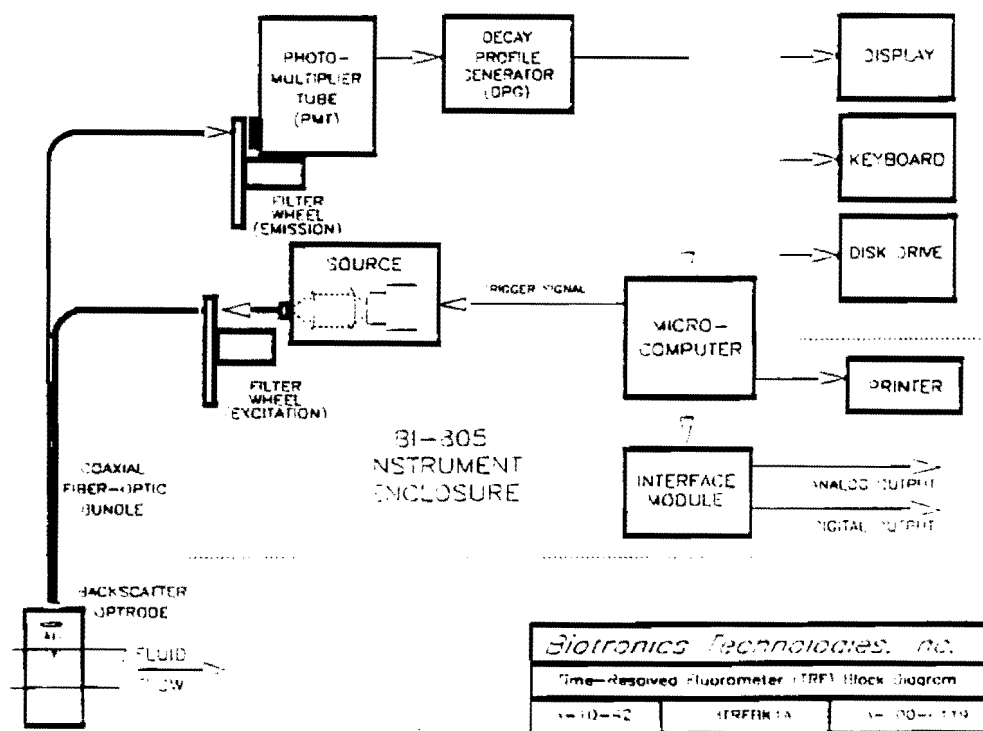 PHOTO-
MULTIPLIER
TUBE
(PMT)
DECAY
PROFILE
GENERATOR
(DPG)
DISPLAY
KEYBOARD
DISK DRIVE
FILTER
WHEEL
(EMISSION)
SOURCE
TRIGGER SIGNAL
MICRO-
COMPUTER
PRINTER
FILTER
WHEEL
(EXCITATION)
BI-805
INSTRUMENT
ENCLOSURE
INTERFACE
MODULE
ANALOG OUTPUT
DIGITAL OUTPUT
COAXIAL
FIBER-OPTIC
BUNDLE
BACKSCATTER
OPTRODE
FLUID
FLOW
Biotronics Technologies, Inc.
Time-Resolved Fluorometer (TRF) Block Diagram